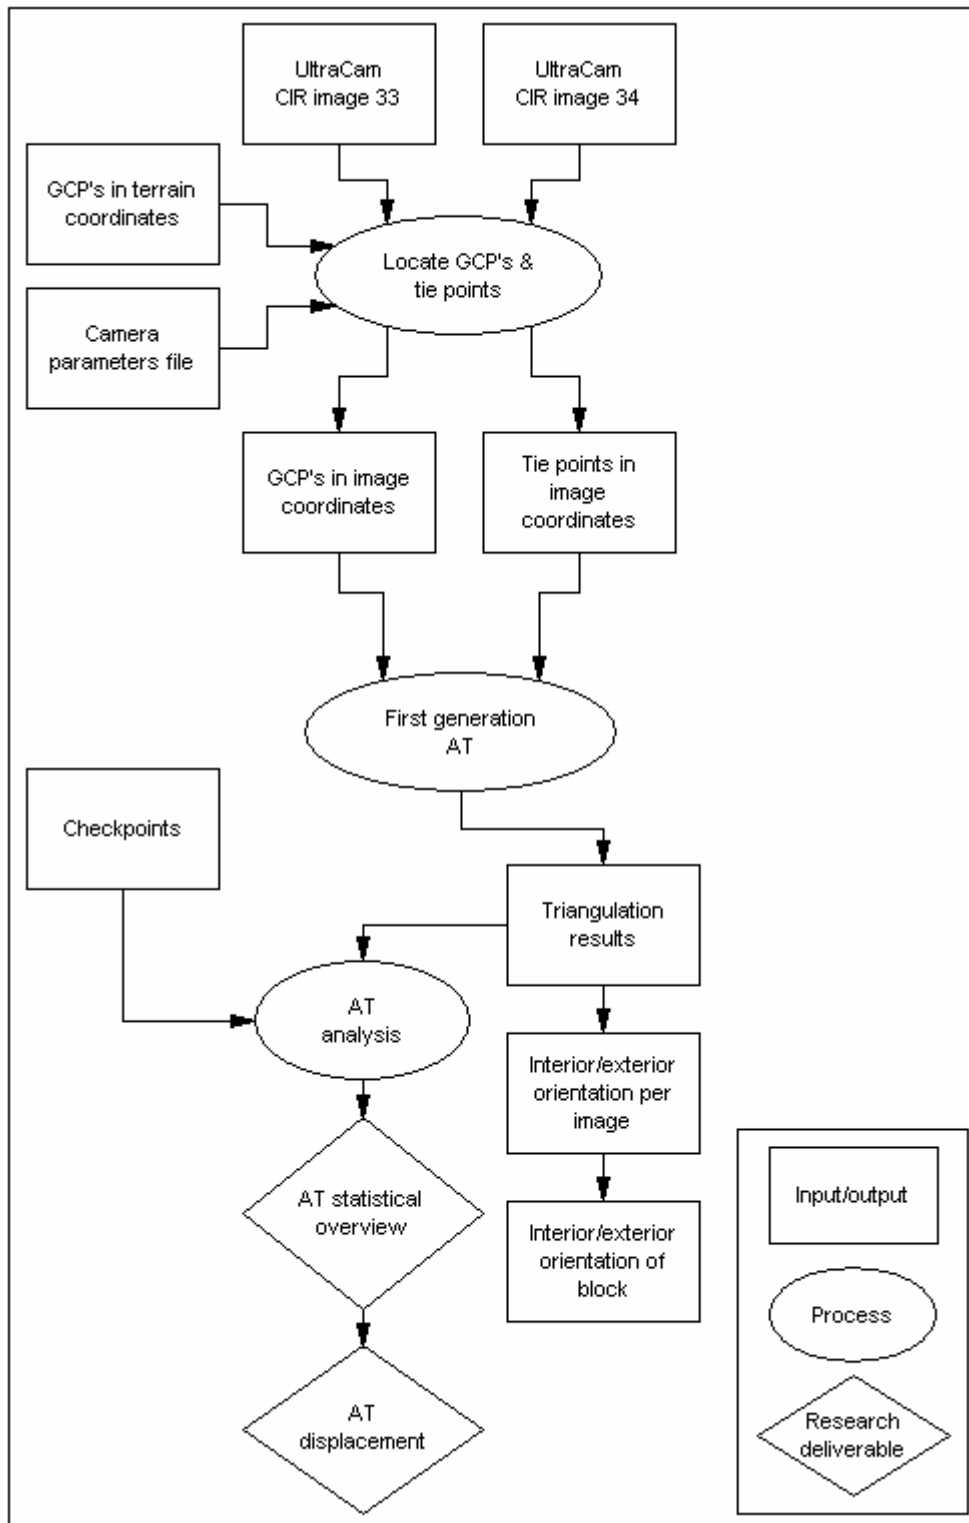 UltraCam
CIR image 33
UltraCam
CIR image 34
GCP's in terrain
coordinates
Locate GCP's &
tie points
Camera
parameters file
GCP's in image
coordinates
Tie points in
image
coordinates
First generation
AT
Checkpoints
Triangulation
results
AT
analysis
Interior/exterior
orientation per
image
AT statistical
overview
Interior/exterior
orientation of
block
AT
displacement
Input/output
Process
Research
deliverable